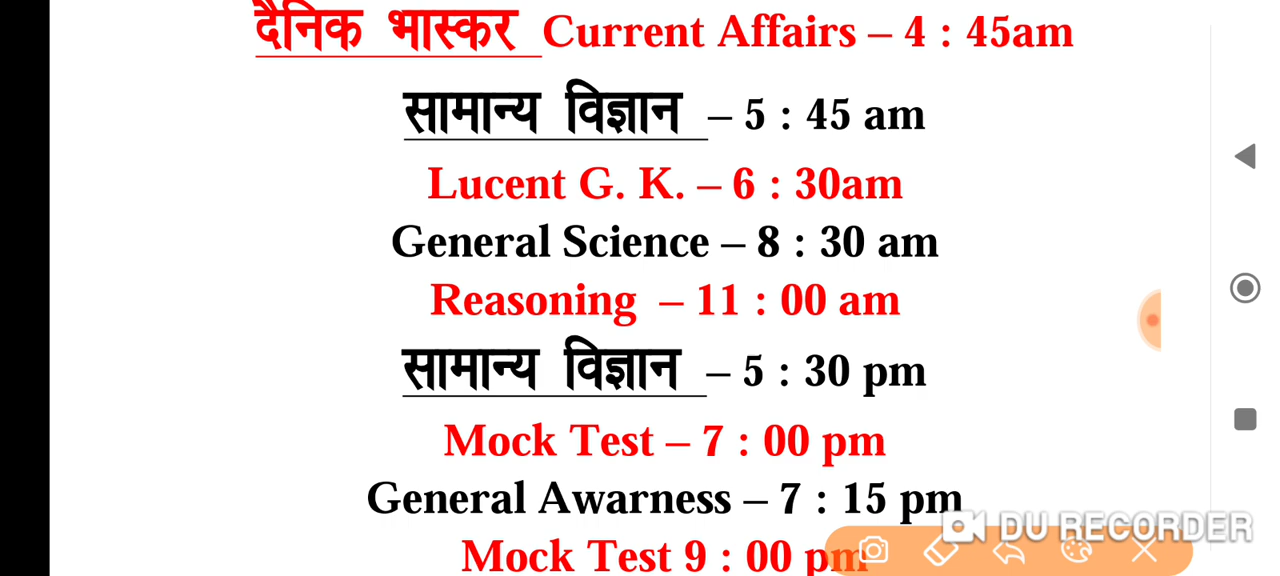 दैनिक भास्कर Current Affairs – 4 : 45am
सामान्य विज्ञान – 5 : 45 am
Lucent G. K. – 6 : 30am
General Science – 8 : 30 am
Reasoning – 11 : 00 am
सामान्य विज्ञान – 5 : 30 pm
Mock Test – 7 : 00 pm
General Awarness – 7 : 15 pm
DU RECORDER
Mock Test 9 : 00 pm